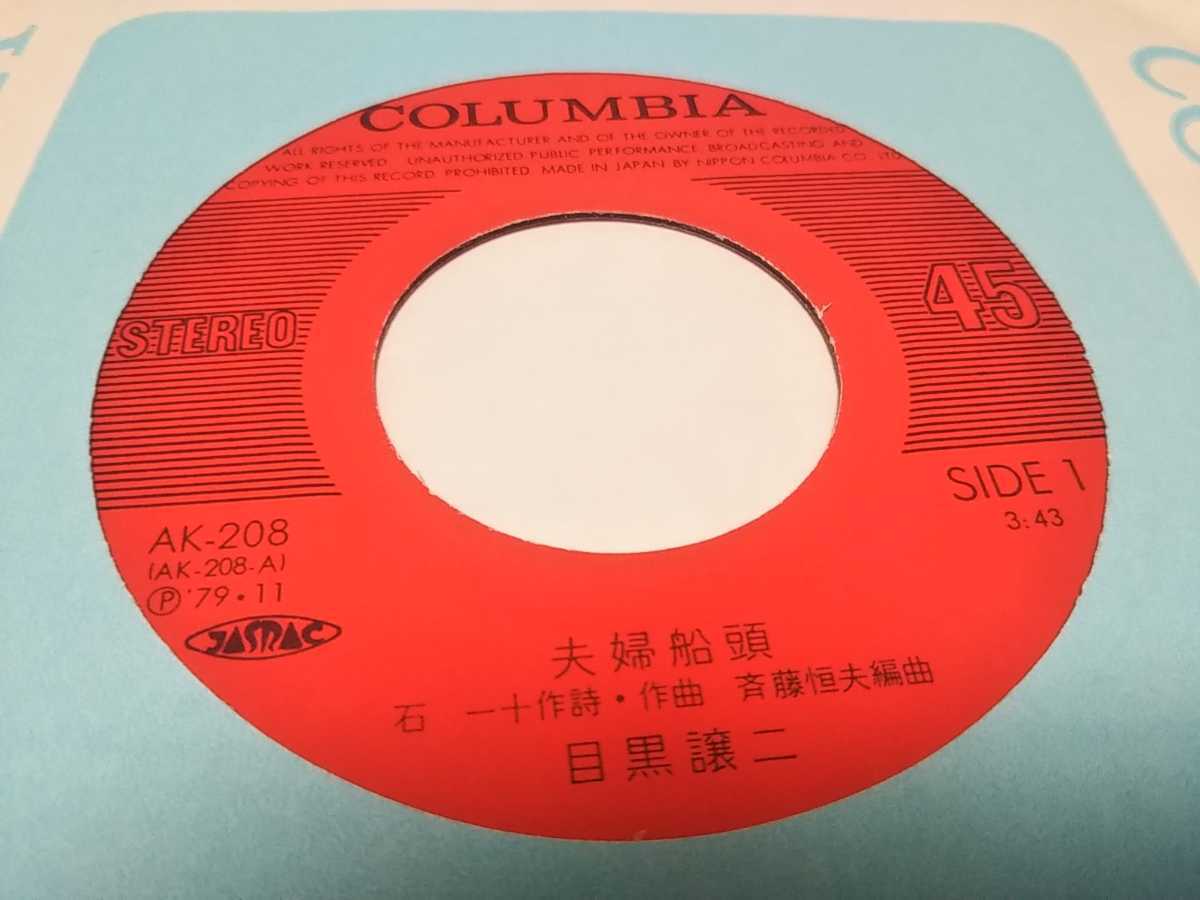 COLUMBIA
ALL RIGHTS OF THE MANUFACTURER AND OF THE OWNER OF THE RECORDED
WORK RESERVED. UNAUTHORIZED PUBLIC PERFORMANCE, BROADCASTING AND
COPYING OF THIS RECORD PROHIBITED. MADE IN JAPAN BY NIPPON COLUMBIA CO., LTD.
STEREO
45
SIDE 1
3:43
AK-208
(AK-208-A)
Ⓟ'79・11
JASRAC
夫婦船頭
石 一十作詩・作曲 斉藤恒夫編曲
目黒譲二